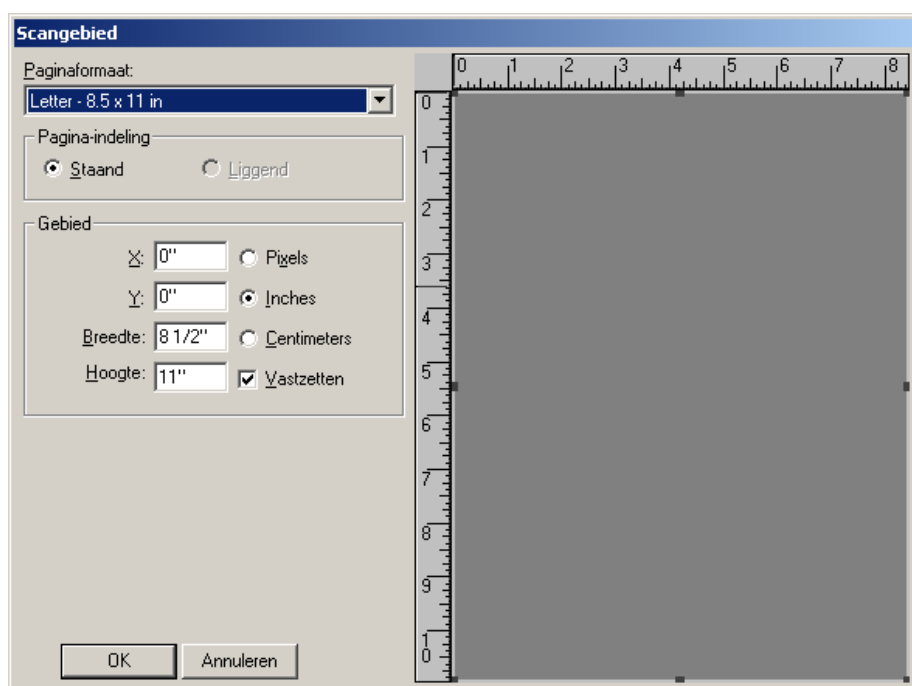 Scangebied
Paginaformaat:
Letter - 8.5 x 11 in
Pagina-indeling
Staand Liggend
Gebied
X: 0" Pixels
Y: 0" Inches
Breedte: 8 1/2" Centimeters
Hoogte: 11" Vastzetten
OK Annuleren
0 1 2 3 4 5 6 7 8
0
1
2
3
4
5
6
7
8
9
10